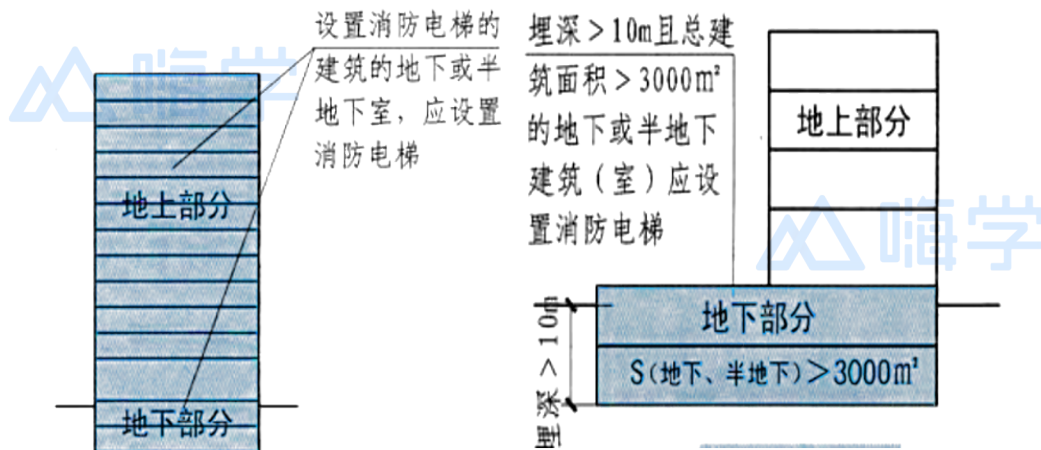 设置消防电梯的
建筑的地下或半
地下室，应设置
消防电梯
地上部分
地下部分
埋深>10m且总建
筑面积>3000m²
的地下或半地下
建筑（室）应设
置消防电梯
地上部分
地下部分
S(地下、半地下)>3000m²
埋深>10m
嗨学
嗨学